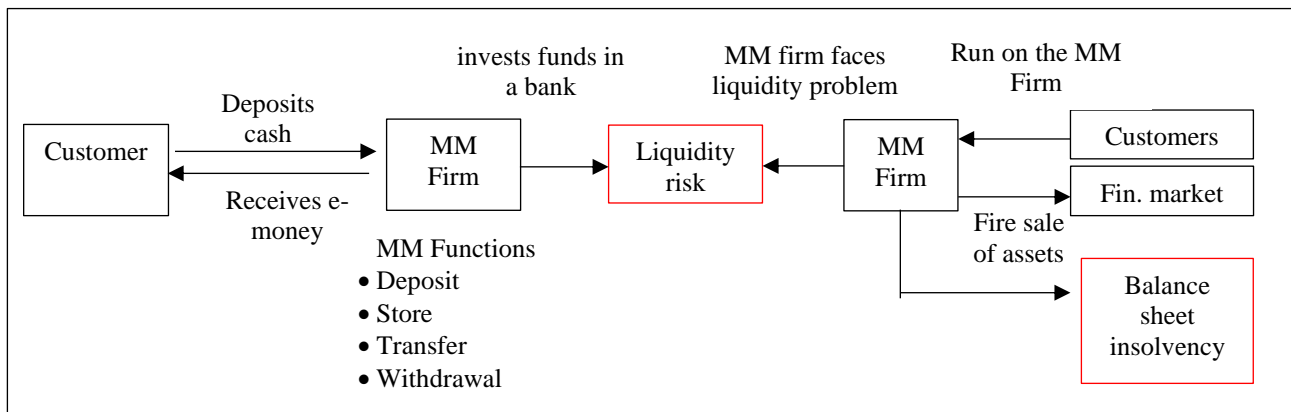 Customer
Deposits
cash
Receives e-
money
MM
Firm
MM Functions
• Deposit
• Store
• Transfer
• Withdrawal
invests funds in
a bank
Liquidity
risk
MM firm faces
liquidity problem
MM
Firm
Run on the MM
Firm
Customers
Fin. market
Fire sale
of assets
Balance
sheet
insolvency